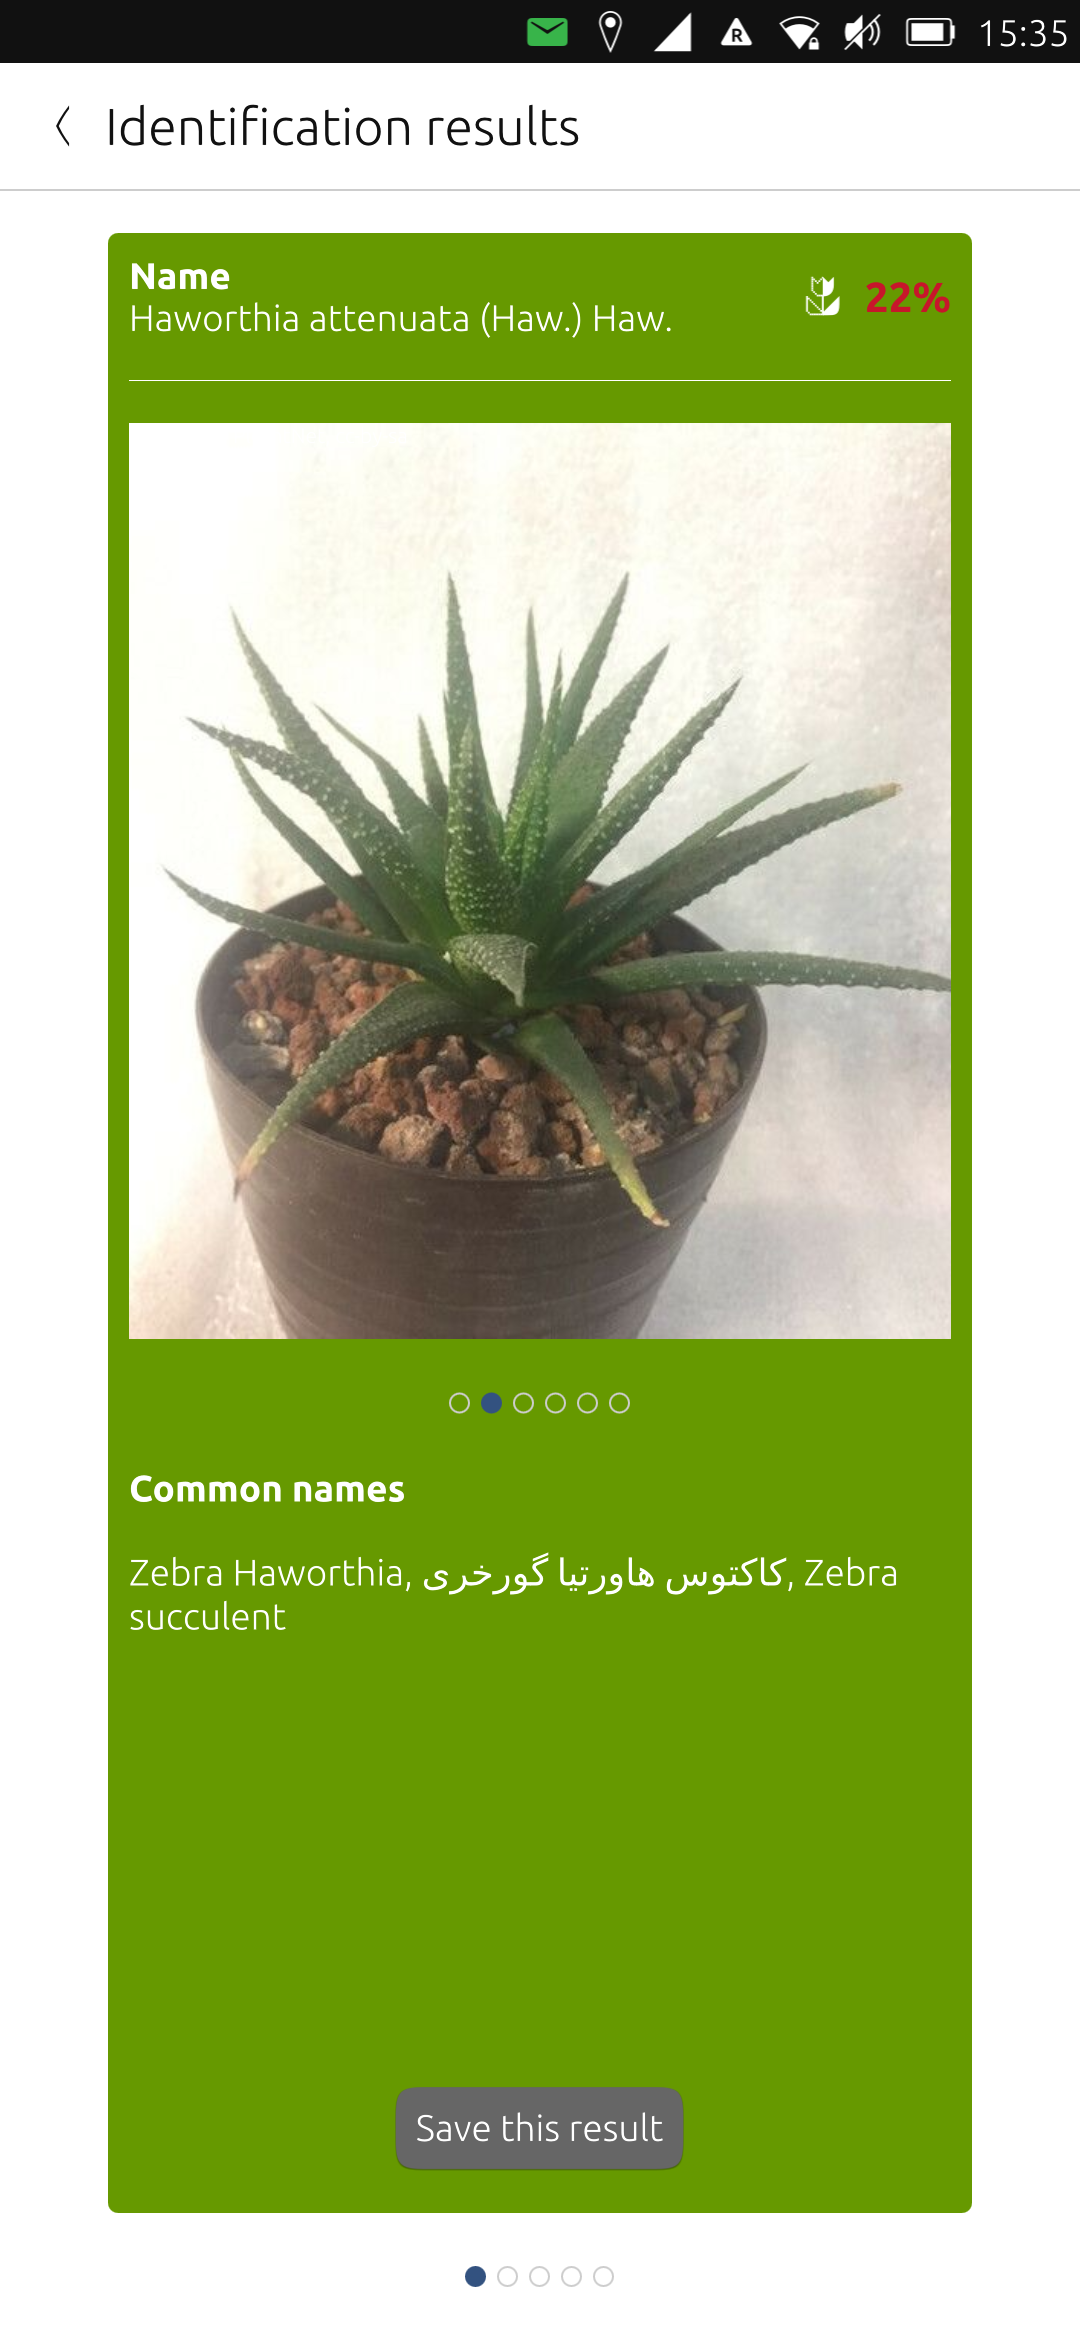 R
15:35
Identification results
Name
Haworthia attenuata (Haw.) Haw.
22%
Common names
Zebra Haworthia, کاکتوس هاورتیا گورخری, Zebra
succulent
Save this result